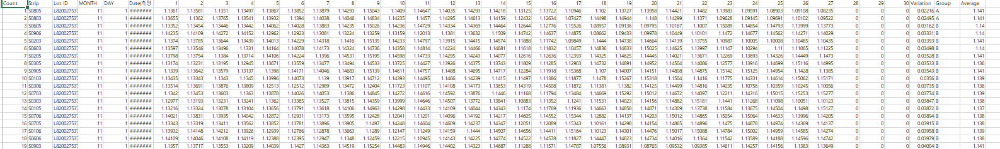 Count Strip Lot_ID MONTH DAY Date(측정 1 2 3 4 5 6 7 8 9 10 11 12 13 14 15 16 17 18 19 20 21 22 23 24 25 26 27 28 29 30 Variation Group Average
1 S0805 L82002753 11 1 ####### 1.1361 1.13581 1.1351 1.13497 1.13867 1.13852 1.13879 1.14293 1.15043 1.1409 1.14647 1.14035 1.14293 1.14218 1.13125 1.13722 1.10946 1.102 1.13727 1.13958 1.14421 1.1482 1.13983 1.09591 1.08903 1.09108 1.08235 0 0 0 0.02216 A 1.141
2 S0803 L82002753 11 1 ####### 1.13655 1.1362 1.13765 1.13541 1.13932 1.1394 1.14038 1.14046 1.14834 1.14235 1.1457 1.14295 1.14613 1.14159 1.12432 1.12634 1.07427 1.14498 1.14944 1.148 1.14299 1.1371 1.09628 1.09145 1.09691 1.10102 1.09522 0 0 0 0.02495 A 1.141
3 S0605 L82002753 11 1 ####### 1.13352 1.13454 1.13446 1.13442 1.14062 1.14028 1.13883 1.14235 1.15026 1.14236 1.14729 1.14334 1.14369 1.14464 1.12644 1.12776 1.15526 1.08957 1.09136 1.09795 1.10167 1.1007 1.15089 1.14854 1.14793 1.13999 1.13773 0 0 0 0.03162 B 1.14
4 S0906 L82002753 11 1 ####### 1.14235 1.14109 1.14272 1.14152 1.12962 1.12923 1.13081 1.13224 1.13259 1.13159 1.12013 1.1381 1.13632 1.1509 1.14742 1.14637 1.14875 1.08662 1.09433 1.09978 1.10449 1.10101 1.1472 1.14677 1.14562 1.14271 1.14029 0 0 0 0.03331 B 1.14
5 S0203 L82002753 11 1 ####### 1.1374 1.13785 1.13644 1.13439 1.14013 1.14229 1.14318 1.1416 1.15135 1.14233 1.14797 1.13915 1.14415 1.14574 1.11888 1.11742 1.09849 1.1444 1.14738 1.14664 1.14139 1.13755 1.10987 1.10005 1.10008 1.10485 1.10435 0 0 0 0.03393 B 1.141
6 S0603 L82002753 11 1 ####### 1.13597 1.13546 1.13496 1.1331 1.14164 1.14078 1.14173 1.14324 1.14736 1.14358 1.14814 1.14224 1.14466 1.14681 1.11618 1.11832 1.10457 1.14836 1.14833 1.15025 1.14625 1.13997 1.11147 1.10294 1.11 1.11065 1.11225 0 0 0 0.03498 B 1.14
7 S0205 L82002753 11 1 ####### 1.13798 1.13754 1.1384 1.13714 1.14106 1.14224 1.1396 1.14531 1.15195 1.14598 1.14733 1.14295 1.14243 1.14077 1.12616 1.12636 1.12393 1.1425 1.14625 1.14445 1.14021 1.13671 1.12269 1.13693 1.14326 1.14449 1.1473 0 0 0 0.03528 B 1.141
8 S0305 L82002753 11 1 ####### 1.13174 1.13231 1.13195 1.12945 1.13671 1.13559 1.13477 1.13494 1.14533 1.13725 1.14427 1.13926 1.14375 1.13743 1.11809 1.11285 1.12903 1.14732 1.14891 1.14952 1.14504 1.14086 1.12577 1.13916 1.14699 1.15116 1.14995 0 0 0 0.03533 B 1.136
9 S0905 L82002753 11 1 ####### 1.1339 1.13642 1.13579 1.13137 1.1398 1.14171 1.14046 1.14683 1.15139 1.14611 1.14757 1.1488 1.14695 1.14717 1.12284 1.11918 1.15368 1.107 1.14007 1.14151 1.14808 1.14875 1.15142 1.15125 1.14954 1.1428 1.1385 0 0 0 0.03543 B 1.141
10 S0103 L82002753 11 1 ####### 1.13435 1.13343 1.1343 1.1345 1.13996 1.14073 1.139 1.13917 1.14712 1.14393 1.14495 1.1466 1.14239 1.1415 1.11497 1.11386 1.11877 1.1478 1.15267 1.15318 1.1504 1.1416 1.11775 1.14331 1.14614 1.15062 1.15171 0 0 0 0.0356 B 1.139
11 S0306 L82002753 11 1 ####### 1.13514 1.13691 1.13876 1.13809 1.12513 1.12512 1.12989 1.13472 1.12404 1.11723 1.11107 1.14108 1.14173 1.13653 1.14319 1.14508 1.11872 1.11381 1.1382 1.14125 1.14499 1.14816 1.14035 1.10756 1.10359 1.10245 1.10056 0 0 0 0.03735 B 1.136
12 S0703 L82002753 11 1 ####### 1.1342 1.13453 1.13603 1.1363 1.13878 1.14026 1.14053 1.1386 1.14845 1.14272 1.14616 1.14592 1.13876 1.1446 1.11168 1.11794 1.13484 1.14669 1.15292 1.15012 1.14672 1.14097 1.12211 1.14316 1.15015 1.15253 1.15277 0 0 0 0.03774 B 1.139
13 S0303 L82002753 11 1 ####### 1.12977 1.13193 1.13231 1.13241 1.1362 1.13385 1.13527 1.13815 1.14359 1.13999 1.14646 1.14507 1.13772 1.13841 1.10883 1.11352 1.1241 1.11531 1.14023 1.14156 1.14882 1.15181 1.1441 1.11268 1.11098 1.10051 1.10123 0 0 0 0.03847 B 1.136
14 S0105 L82002753 11 1 ####### 1.13216 1.13324 1.13078 1.13104 1.13656 1.13791 1.13618 1.14106 1.14963 1.14298 1.14433 1.14109 1.14044 1.14343 1.1174 1.11769 1.11936 1.14663 1.14858 1.14871 1.14309 1.13738 1.11584 1.13675 1.14504 1.1498 1.15127 0 0 0 0.03872 B 1.137
15 S0706 L82002753 11 1 ####### 1.14021 1.13831 1.13935 1.14042 1.12872 1.12931 1.13173 1.13595 1.12428 1.12041 1.11201 1.14096 1.14192 1.14217 1.14605 1.14552 1.15344 1.12882 1.14137 1.14203 1.15012 1.14865 1.15054 1.15064 1.14633 1.13996 1.14205 0 0 0 0.03894 B 1.138
16 S0705 L82002753 11 1 ####### 1.13343 1.13319 1.13411 1.13562 1.13852 1.13781 1.13896 1.13905 1.1497 1.14248 1.14604 1.14609 1.14237 1.14347 1.12051 1.12089 1.15343 1.10161 1.14298 1.14154 1.14865 1.14896 1.1475 1.14878 1.14974 1.14369 1.14137 0 0 0 0.03915 B 1.138
17 S0106 L82002753 11 1 ####### 1.13932 1.14148 1.14212 1.13926 1.12939 1.12766 1.12878 1.13663 1.1289 1.12147 1.11249 1.14159 1.1444 1.14507 1.14656 1.14411 1.15164 1.10123 1.14301 1.14476 1.15017 1.15088 1.14784 1.15002 1.14959 1.14585 1.14274 0 0 0 0.03958 B 1.139
18 S0606 L82002753 11 1 ####### 1.14109 1.14046 1.14108 1.14119 1.12388 1.12395 1.12947 1.1348 1.12459 1.12215 1.10945 1.14143 1.14225 1.14374 1.14522 1.14578 1.11827 1.11447 1.14823 1.14734 1.14016 1.1364 1.11542 1.13589 1.14188 1.14596 1.14742 0 0 0 0.03979 B 1.138
19 S0903 L82002753 11 1 ####### 1.1357 1.13717 1.13553 1.13209 1.14039 1.1427 1.14363 1.14519 1.15254 1.14483 1.14946 1.14402 1.14323 1.14687 1.11288 1.11571 1.14787 1.07556 1.08931 1.08765 1.09532 1.09385 1.14611 1.14257 1.14156 1.1383 1.13649 0 0 0 0.04004 B 1.141